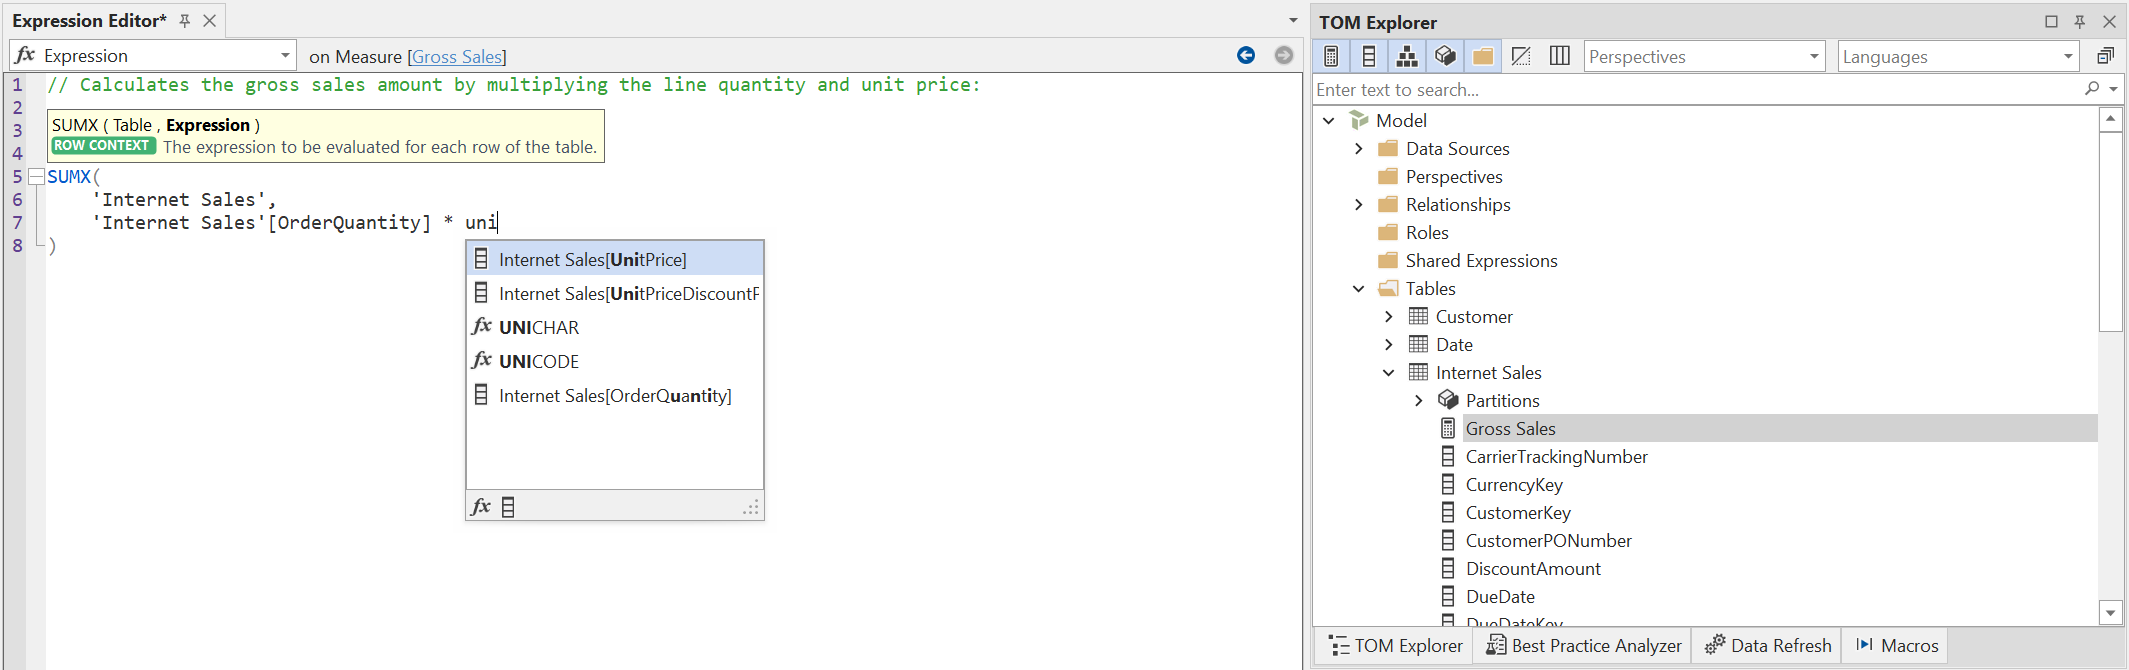 Expression Editor*
fx Expression
on Measure [Gross Sales]
1 // Calculates the gross sales amount by multiplying the line quantity and unit price:
2
3
4
SUMX ( Table , Expression )
ROW CONTEXT The expression to be evaluated for each row of the table.
5 SUMX(
6 'Internet Sales',
7 'Internet Sales'[OrderQuantity] * uni
8 )
Internet Sales[UnitPrice]
Internet Sales[UnitPriceDiscountP
fx UNICHAR
fx UNICODE
Internet Sales[OrderQuantity]
fx
TOM Explorer
Perspectives
Languages
Enter text to search...
Model
Data Sources
Perspectives
Relationships
Roles
Shared Expressions
Tables
Customer
Date
Internet Sales
Partitions
Gross Sales
CarrierTrackingNumber
CurrencyKey
CustomerKey
CustomerPONumber
DiscountAmount
DueDate
DueDateKey
TOM Explorer
Best Practice Analyzer
Data Refresh
Macros